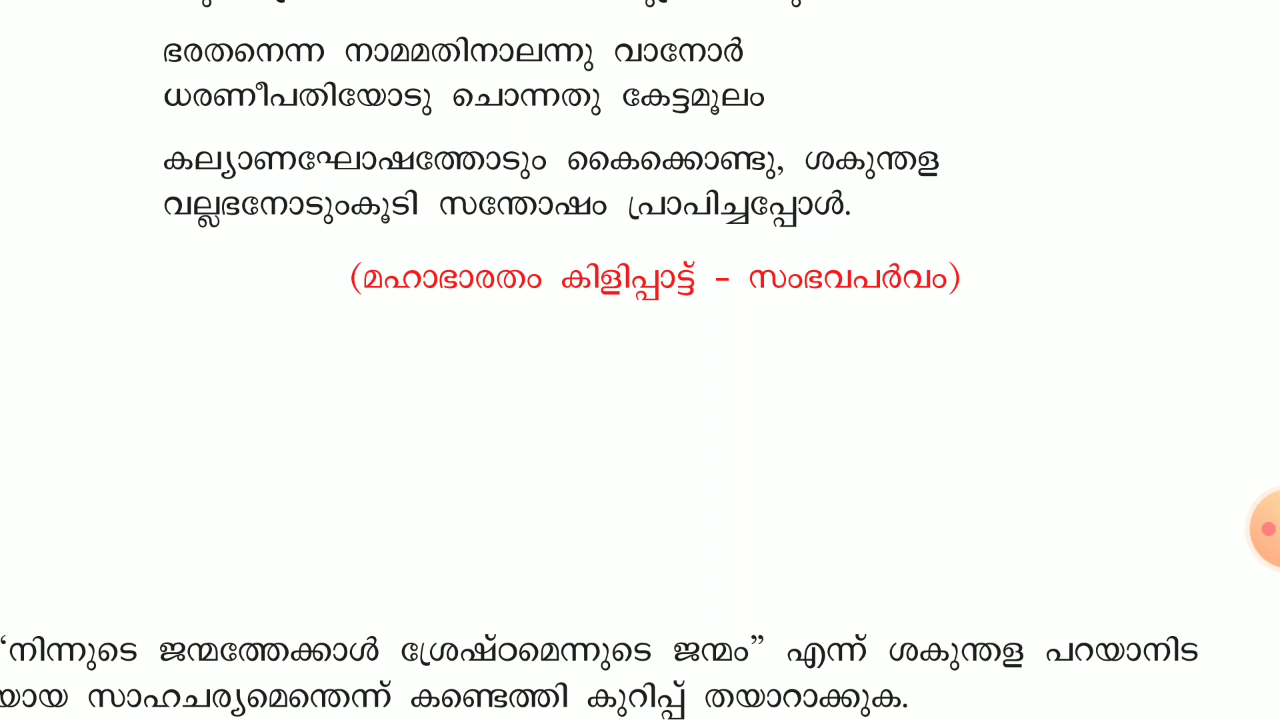 ഭരതനെന്ന നാമമതിനാലന്നു വാനോർ
ധരണീപതിയോടു ചൊന്നതു കേട്ടമൂലം
കല്യാണഘോഷത്തോടും കൈക്കൊണ്ടു, ശകുന്തള
വല്ലഭനോടുംകൂടി സന്തോഷം പ്രാപിച്ചപ്പോൾ.
(മഹാഭാരതം കിളിപ്പാട്ട് - സംഭവപർവം)
“നിന്നുടെ ജന്മത്തേക്കാൾ ശ്രേഷ്ഠമെന്നുടെ ജന്മം” എന്ന് ശകുന്തള പറയാനിട
യായ സാഹചര്യമെന്തെന്ന് കണ്ടെത്തി കുറിപ്പ് തയാറാക്കുക.